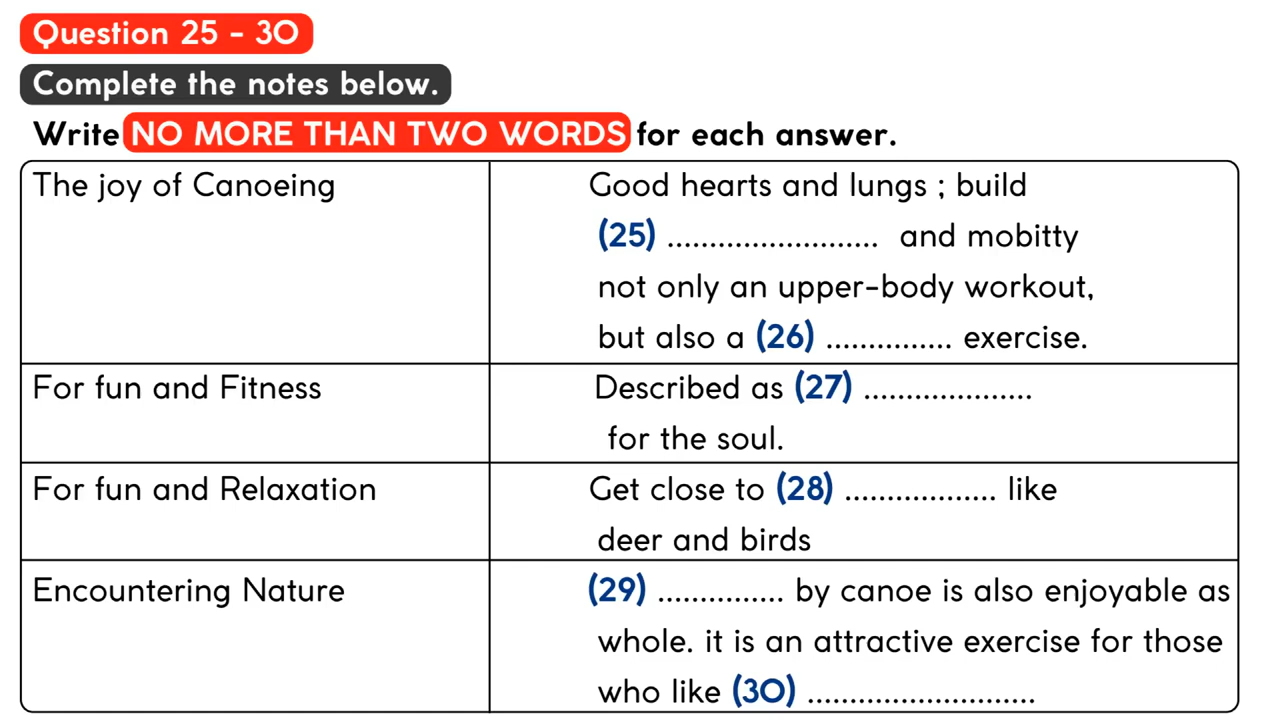 Question 25 - 30
Complete the notes below.
Write NO MORE THAN TWO WORDS for each answer.
The joy of Canoeing
Good hearts and lungs ; build
(25) ......................... and mobitty
not only an upper-body workout,
but also a (26) ............... exercise.
For fun and Fitness
Described as (27) ....................
for the soul.
For fun and Relaxation
Get close to (28) .................. like
deer and birds
Encountering Nature
(29) ............... by canoe is also enjoyable as
whole. it is an attractive exercise for those
who like (30) ...........................